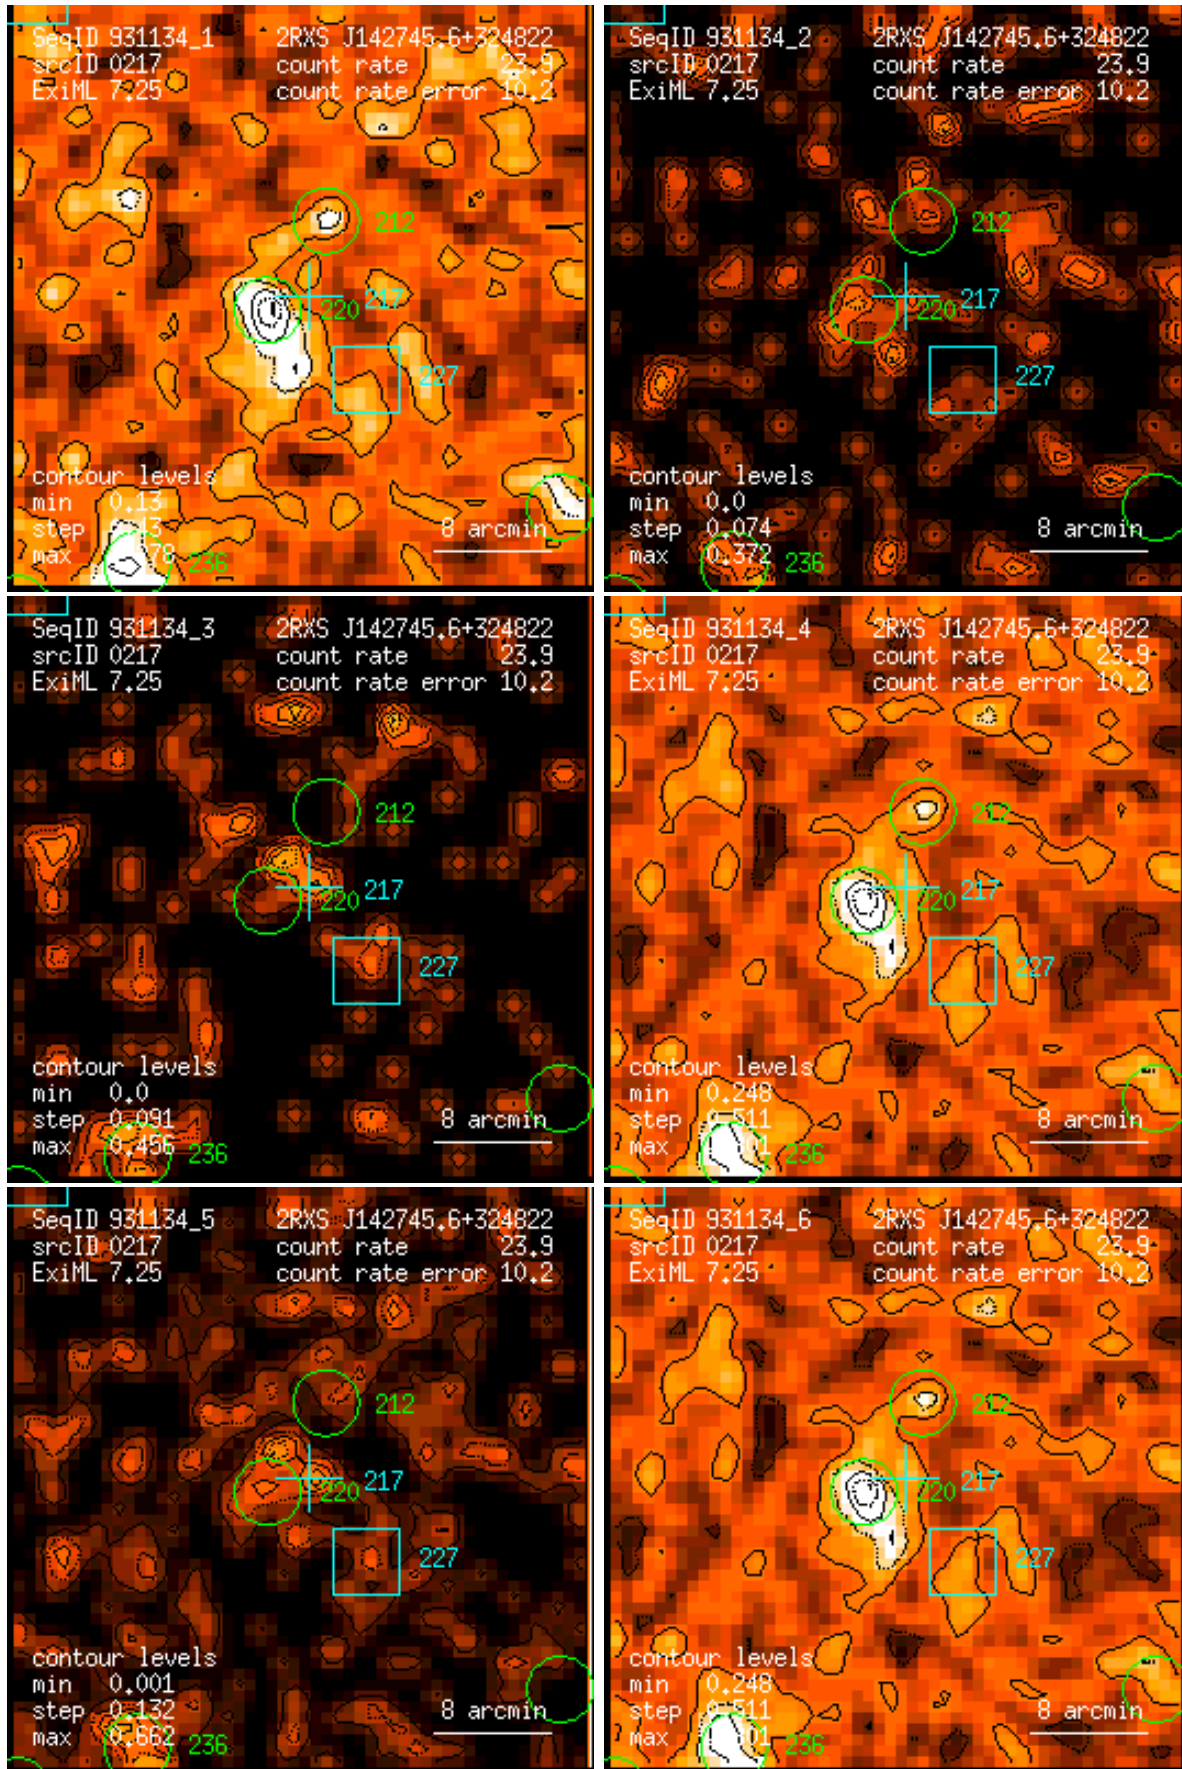 SeqID 931134_1 2RXS J142745.6+324822
srcID 0217 count rate 23.9
ExiML 7.25 count rate error 10.2
212
220 217
227
contour levels
min 0.13
step
max
8 arcmin
236
SeqID 931134_2 2RXS J142745.6+324822
srcID 0217 count rate 23.9
ExiML 7.25 count rate error 10.2
212
220 217
227
contour levels
min 0.0
step 0.074
max 0.372
8 arcmin
236
SeqID 931134_3 2RXS J142745.6+324822
srcID 0217 count rate 23.9
ExiML 7.25 count rate error 10.2
212
220 217
227
contour levels
min 0.0
step 0.091
max 0.456
8 arcmin
236
SeqID 931134_4 2RXS J142745.6+324822
srcID 0217 count rate 23.9
ExiML 7.25 count rate error 10.2
212
220 217
227
contour levels
min 0.248
step 0.511
max
8 arcmin
236
SeqID 931134_5 2RXS J142745.6+324822
srcID 0217 count rate 23.9
ExiML 7.25 count rate error 10.2
212
220 217
227
contour levels
min 0.001
step 0.132
max 0.662
8 arcmin
236
SeqID 931134_6 2RXS J142745.6+324822
srcID 0217 count rate 23.9
ExiML 7.25 count rate error 10.2
212
220 217
227
contour levels
min 0.248
step 0.511
max
8 arcmin
236